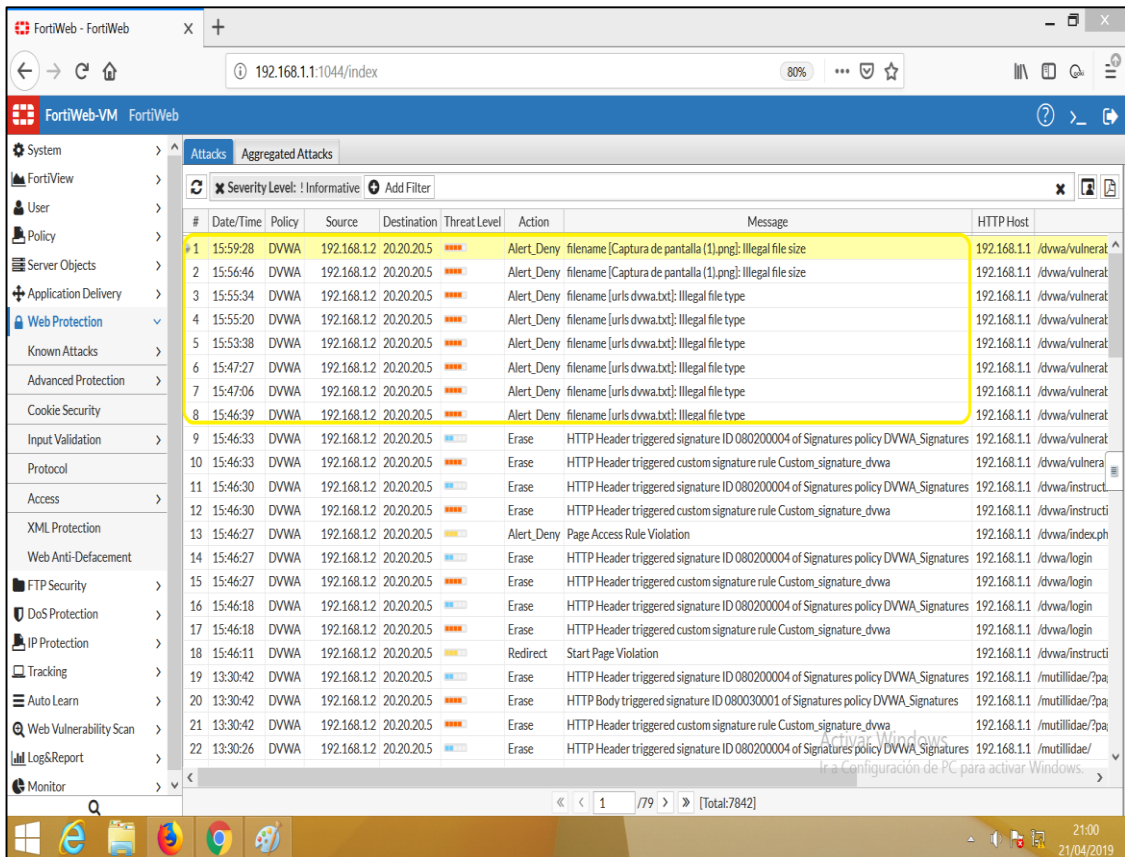 FortiWeb - FortiWeb
192.168.1.1:1044/index
80%
FortiWeb-VM FortiWeb
System
FortiView
User
Policy
Server Objects
Application Delivery
Web Protection
Known Attacks
Advanced Protection
Cookie Security
Input Validation
Protocol
Access
XML Protection
Web Anti-Defacement
FTP Security
DoS Protection
IP Protection
Tracking
Auto Learn
Web Vulnerability Scan
Log&Report
Monitor
Attacks Aggregated Attacks
Severity Level: ! Informative Add Filter
# Date/Time Policy Source Destination Threat Level Action Message HTTP Host
1 15:59:28 DVWA 192.168.1.2 20.20.20.5 Alert_Deny filename [Captura de pantalla (1).png]: Illegal file size 192.168.1.1 /dvwa/vulnerab
2 15:56:46 DVWA 192.168.1.2 20.20.20.5 Alert_Deny filename [Captura de pantalla (1).png]: Illegal file size 192.168.1.1 /dvwa/vulnerab
3 15:55:34 DVWA 192.168.1.2 20.20.20.5 Alert_Deny filename [urls dvwa.txt]: Illegal file type 192.168.1.1 /dvwa/vulnerab
4 15:55:20 DVWA 192.168.1.2 20.20.20.5 Alert_Deny filename [urls dvwa.txt]: Illegal file type 192.168.1.1 /dvwa/vulnerab
5 15:53:38 DVWA 192.168.1.2 20.20.20.5 Alert_Deny filename [urls dvwa.txt]: Illegal file type 192.168.1.1 /dvwa/vulnerab
6 15:47:27 DVWA 192.168.1.2 20.20.20.5 Alert_Deny filename [urls dvwa.txt]: Illegal file type 192.168.1.1 /dvwa/vulnerab
7 15:47:06 DVWA 192.168.1.2 20.20.20.5 Alert_Deny filename [urls dvwa.txt]: Illegal file type 192.168.1.1 /dvwa/vulnerab
8 15:46:39 DVWA 192.168.1.2 20.20.20.5 Alert_Deny filename [urls dvwa.txt]: Illegal file type 192.168.1.1 /dvwa/vulnerab
9 15:46:33 DVWA 192.168.1.2 20.20.20.5 Erase HTTP Header triggered signature ID 080200004 of Signatures policy DVWA_Signatures 192.168.1.1 /dvwa/vulnerab
10 15:46:33 DVWA 192.168.1.2 20.20.20.5 Erase HTTP Header triggered custom signature rule Custom_signature_dvwa 192.168.1.1 /dvwa/vulnera
11 15:46:30 DVWA 192.168.1.2 20.20.20.5 Erase HTTP Header triggered signature ID 080200004 of Signatures policy DVWA_Signatures 192.168.1.1 /dvwa/instruct
12 15:46:30 DVWA 192.168.1.2 20.20.20.5 Erase HTTP Header triggered custom signature rule Custom_signature_dvwa 192.168.1.1 /dvwa/instructi
13 15:46:27 DVWA 192.168.1.2 20.20.20.5 Alert_Deny Page Access Rule Violation 192.168.1.1 /dvwa/index.ph
14 15:46:27 DVWA 192.168.1.2 20.20.20.5 Erase HTTP Header triggered signature ID 080200004 of Signatures policy DVWA_Signatures 192.168.1.1 /dvwa/login
15 15:46:27 DVWA 192.168.1.2 20.20.20.5 Erase HTTP Header triggered custom signature rule Custom_signature_dvwa 192.168.1.1 /dvwa/login
16 15:46:18 DVWA 192.168.1.2 20.20.20.5 Erase HTTP Header triggered signature ID 080200004 of Signatures policy DVWA_Signatures 192.168.1.1 /dvwa/login
17 15:46:18 DVWA 192.168.1.2 20.20.20.5 Erase HTTP Header triggered custom signature rule Custom_signature_dvwa 192.168.1.1 /dvwa/login
18 15:46:11 DVWA 192.168.1.2 20.20.20.5 Redirect Start Page Violation 192.168.1.1 /dvwa/instructi
19 13:30:42 DVWA 192.168.1.2 20.20.20.5 Erase HTTP Header triggered signature ID 080200004 of Signatures policy DVWA_Signatures 192.168.1.1 /mutillidae/?pa
20 13:30:42 DVWA 192.168.1.2 20.20.20.5 Erase HTTP Body triggered signature ID 080030001 of Signatures policy DVWA_Signatures 192.168.1.1 /mutillidae/?pa
21 13:30:42 DVWA 192.168.1.2 20.20.20.5 Erase HTTP Header triggered custom signature rule Custom_signature_dvwa 192.168.1.1 /mutillidae/?pa
22 13:30:26 DVWA 192.168.1.2 20.20.20.5 Erase HTTP Header triggered signature ID 080200004 of Signatures policy DVWA_Signatures 192.168.1.1 /mutillidae/
Activar Windows
Ir a Configuración de PC para activar Windows.
1 /79 [Total:7842]
21:00
21/04/2019